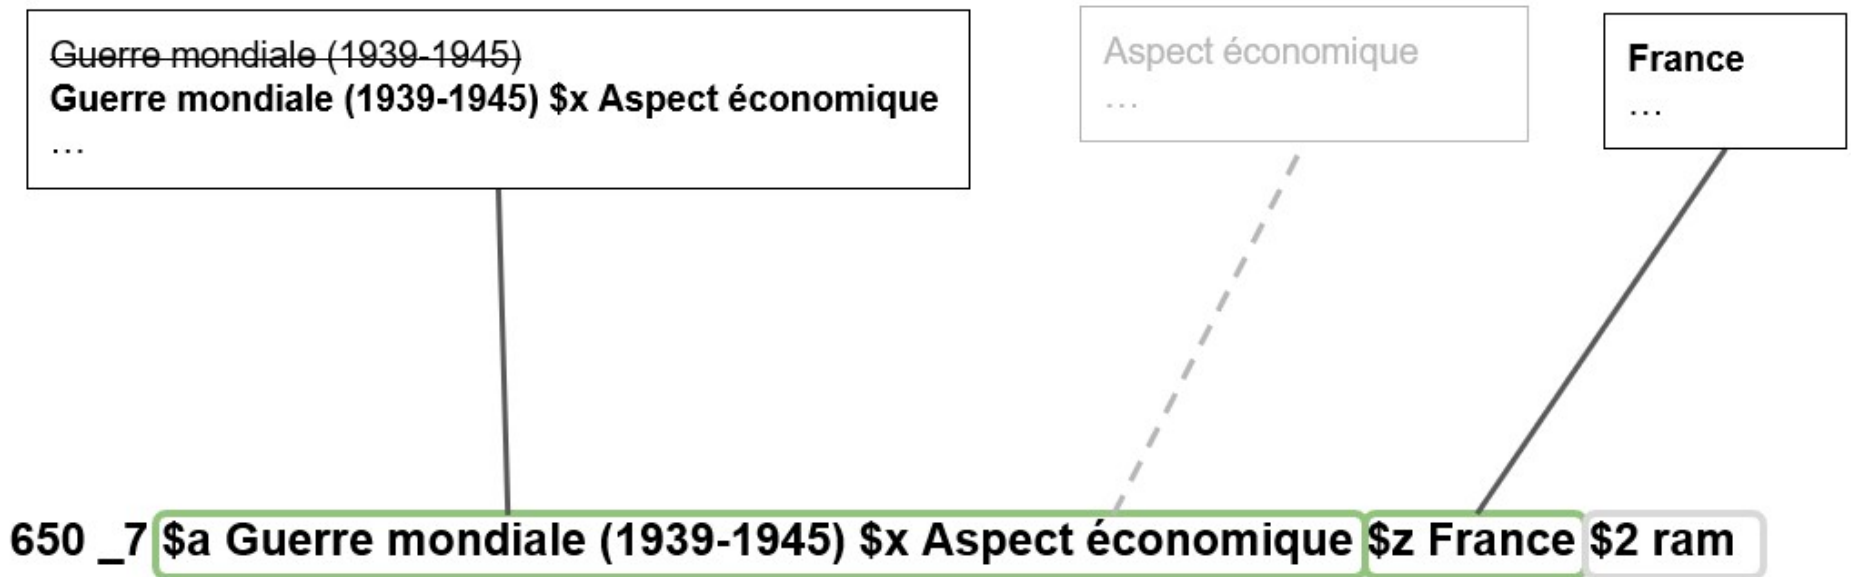 Guerre mondiale (1939-1945)
Guerre mondiale (1939-1945) $x Aspect économique
…
Aspect économique
…
France
…
650 _7 $a Guerre mondiale (1939-1945) $x Aspect économique $z France $2 ram